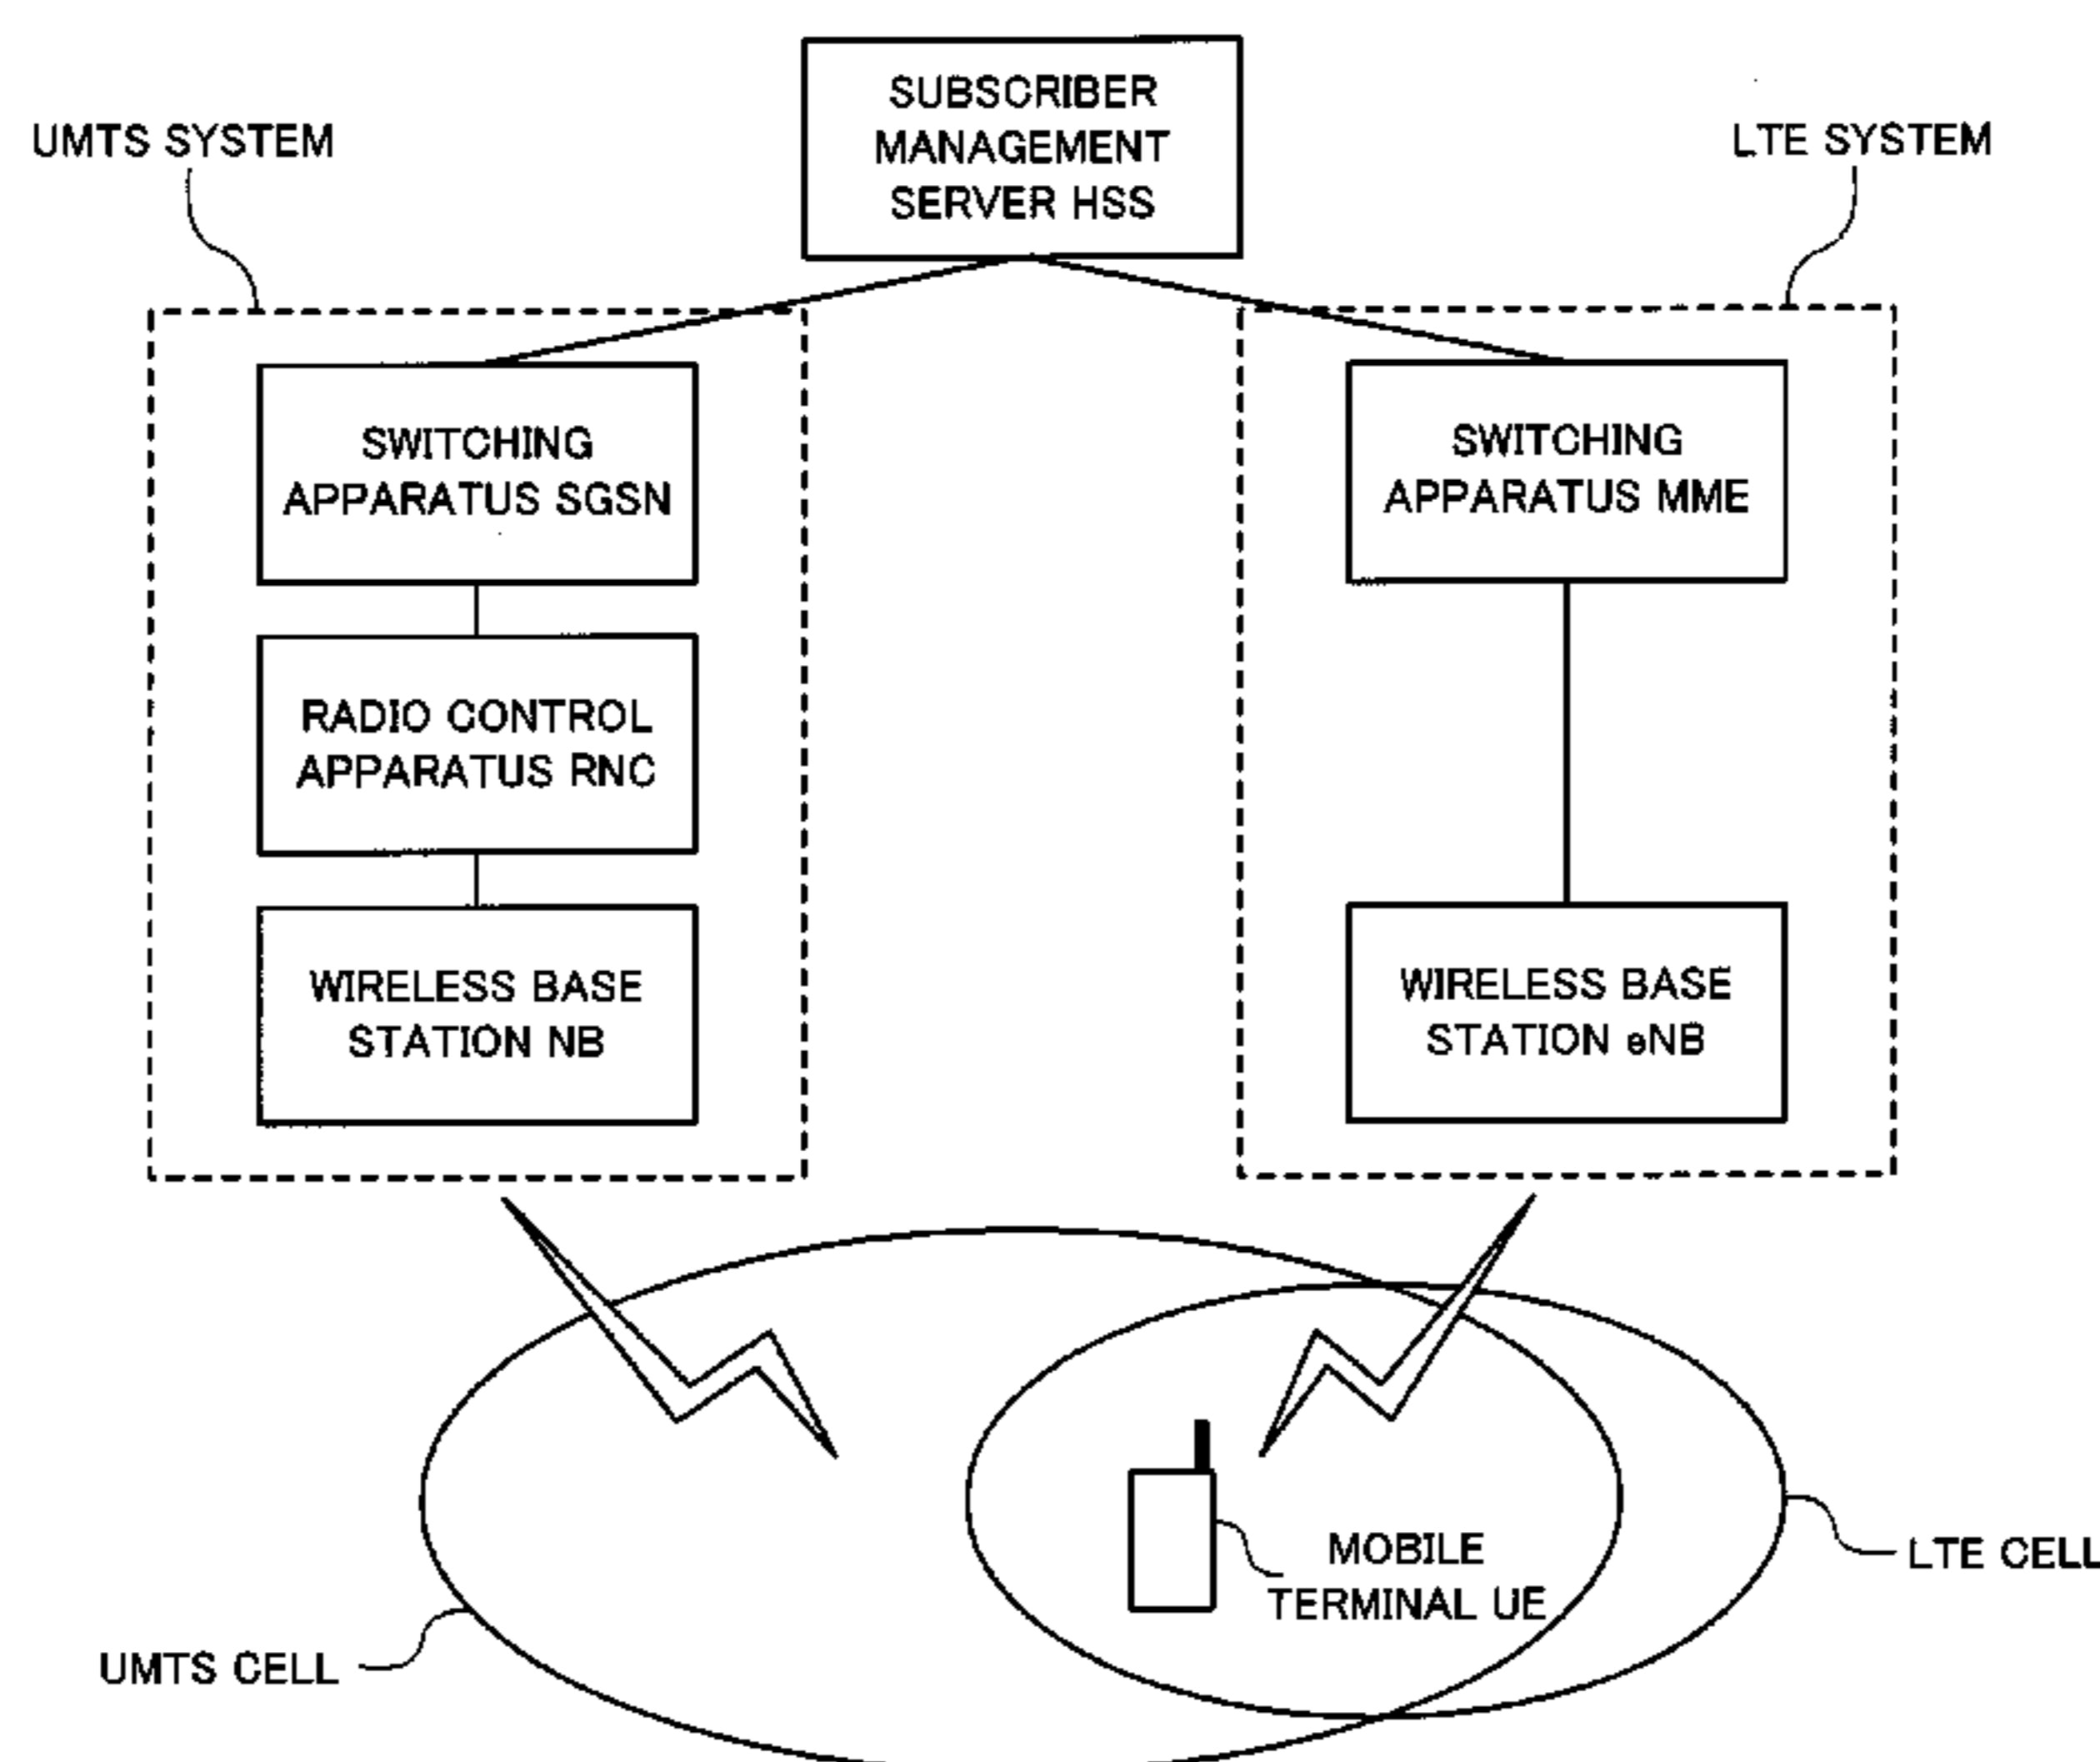 SUBSCRIBER
MANAGEMENT
SERVER HSS
UMTS SYSTEM
LTE SYSTEM
SWITCHING
APPARATUS SGSN
SWITCHING
APPARATUS MME
RADIO CONTROL
APPARATUS RNC
WIRELESS BASE
STATION NB
WIRELESS BASE
STATION eNB
MOBILE
TERMINAL UE
LTE CELL
UMTS CELL